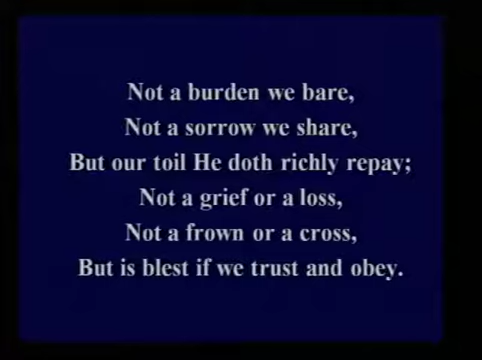 Not a burden we bare,
Not a sorrow we share,
But our toil He doth richly repay;
Not a grief or a loss,
Not a frown or a cross,
But is blest if we trust and obey.